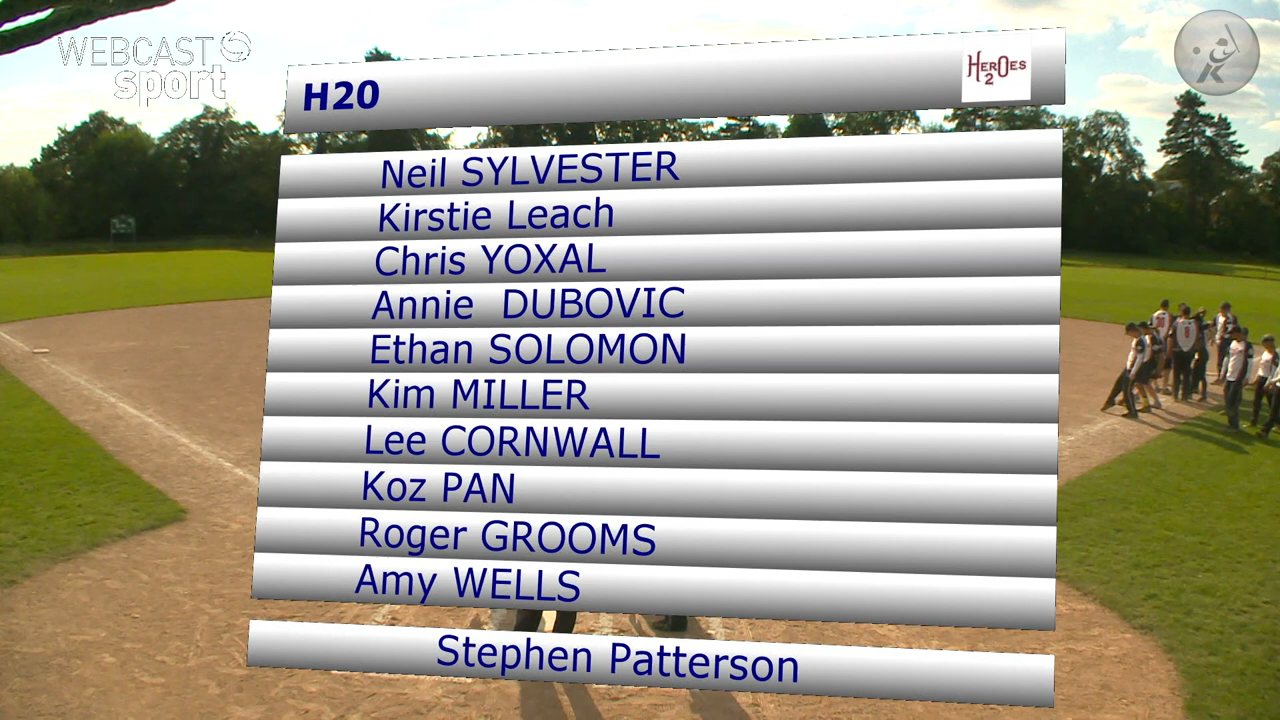 WEBCAST
sport
H20
HEROES
2
Neil SYLVESTER
Kirstie Leach
Chris YOXAL
Annie DUBOVIC
Ethan SOLOMON
Kim MILLER
Lee CORNWALL
Koz PAN
Roger GROOMS
Amy WELLS
Stephen Patterson